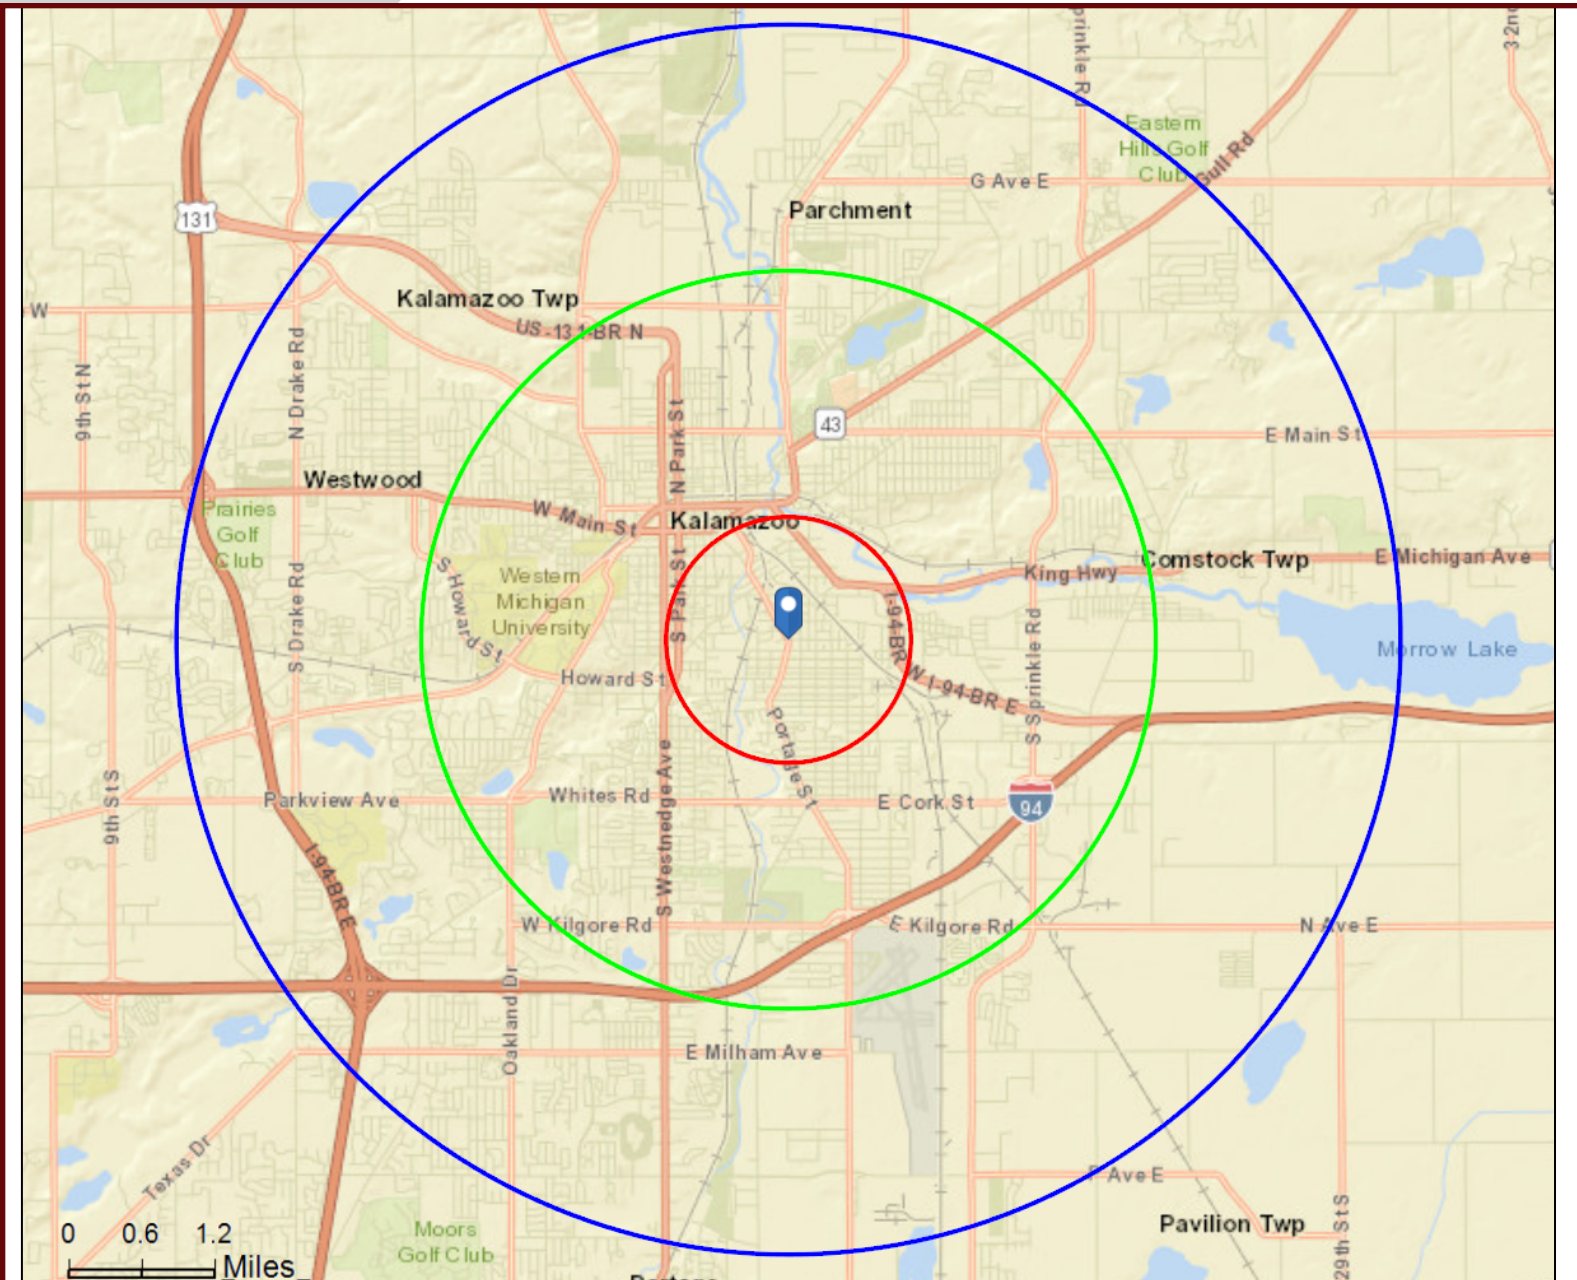 prinkle Rd
32nd
Eastern
Hills Golf
Club
Gull Rd
G Ave E
131
Parchment
Kalamazoo Twp
W
US-131-BR N
9th St N
N Drake Rd
N Park St
43
E Main St
Westwood
Prairies
Golf
Club
W Main St
Kalamazoo
S Howard St
Western
Michigan
University
S Park St
King Hwy
Comstock Twp
E Michigan Ave
S Drake Rd
I-94-BR W
I-94-BR E
S Sprinkle Rd
Morrow Lake
Howard St
Portage St
9th St S
Parkview Ave
Whites Rd
S Westnedge Ave
E Cork St
94
I-94 BR E
W Kilgore Rd
E Kilgore Rd
N Ave E
Oakland Dr
E Milham Ave
Texas Dr
Ave E
29th St S
Pavilion Twp
Moors
Golf Club
0 0.6 1.2
Miles